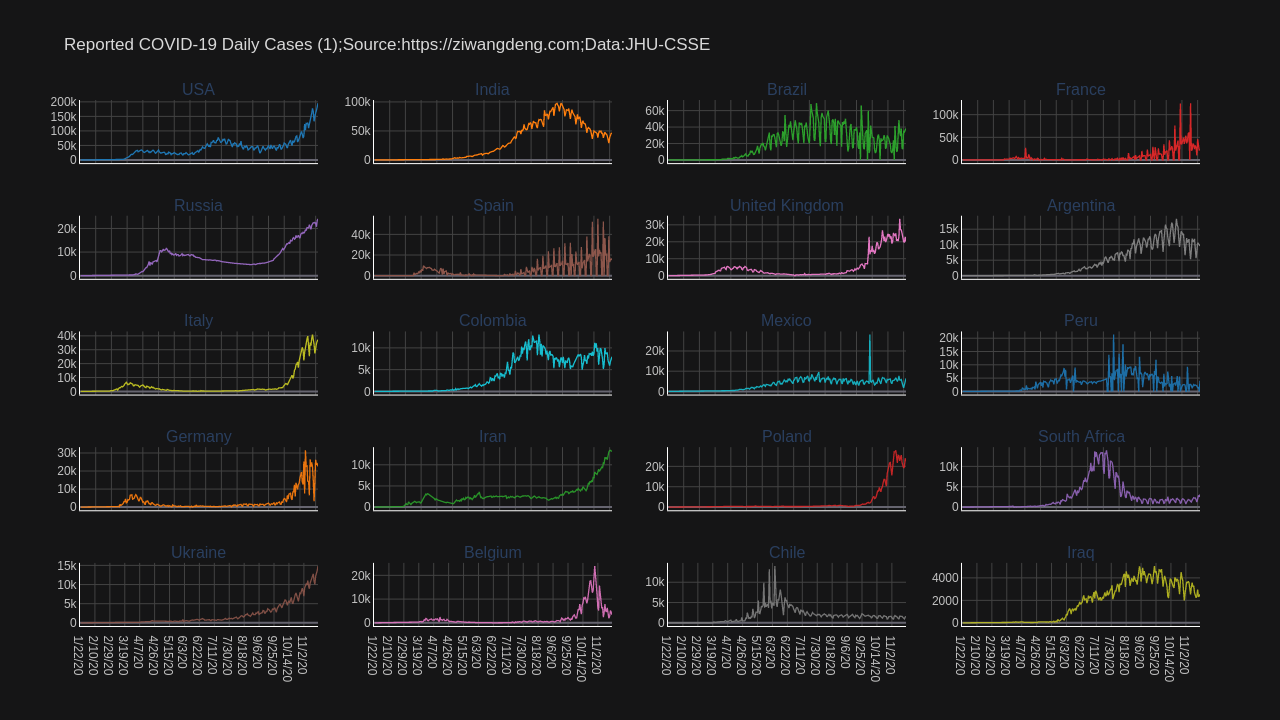 Reported COVID-19 Daily Cases (1);Source:https://ziwangdeng.com;Data:JHU-CSSE
USA
200k
150k
100k
50k
0
India
100k
50k
0
Brazil
60k
40k
20k
0
France
100k
50k
0
Russia
20k
10k
0
Spain
40k
20k
0
United Kingdom
30k
20k
10k
0
Argentina
15k
10k
5k
0
Italy
40k
30k
20k
10k
0
Colombia
10k
5k
0
Mexico
20k
10k
0
Peru
20k
15k
10k
5k
0
Germany
30k
20k
10k
0
Iran
10k
5k
0
Poland
20k
10k
0
South Africa
10k
5k
0
Ukraine
15k
10k
5k
0
Belgium
20k
10k
0
Chile
10k
5k
0
Iraq
4000
2000
0
1/22/20 2/10/20 2/29/20 3/19/20 4/7/20 4/26/20 5/15/20 6/3/20 6/22/20 7/11/20 7/30/20 8/18/20 9/6/20 9/25/20 10/14/20 11/2/20
1/22/20 2/10/20 2/29/20 3/19/20 4/7/20 4/26/20 5/15/20 6/3/20 6/22/20 7/11/20 7/30/20 8/18/20 9/6/20 9/25/20 10/14/20 11/2/20
1/22/20 2/10/20 2/29/20 3/19/20 4/7/20 4/26/20 5/15/20 6/3/20 6/22/20 7/11/20 7/30/20 8/18/20 9/6/20 9/25/20 10/14/20 11/2/20
1/22/20 2/10/20 2/29/20 3/19/20 4/7/20 4/26/20 5/15/20 6/3/20 6/22/20 7/11/20 7/30/20 8/18/20 9/6/20 9/25/20 10/14/20 11/2/20